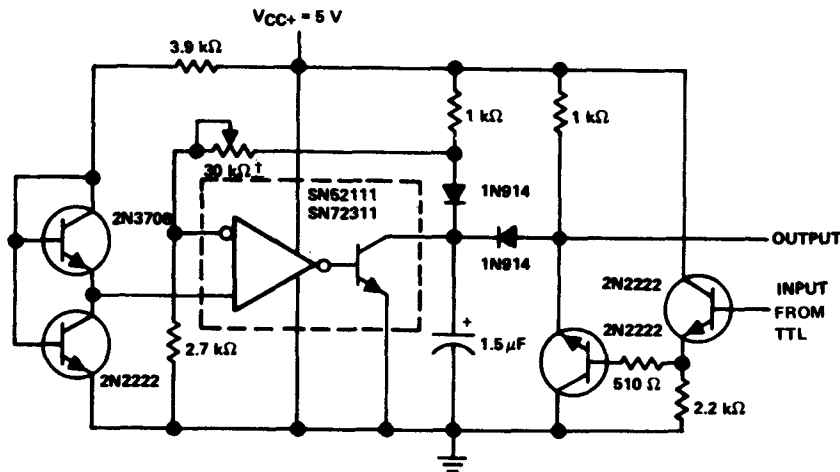 VCC+ = 5 V
3.9 kΩ
1 kΩ
1 kΩ
30 kΩ†
SN52111
SN72311
1N914
2N3708
1N914
OUTPUT
2N2222
INPUT
FROM
TTL
2N2222
2.7 kΩ
+
1.5 μF
510 Ω
2N2222
2.2 kΩ